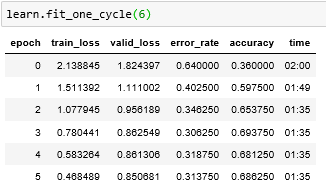 learn.fit_one_cycle(6)
epoch train_loss valid_loss error_rate accuracy time
0 2.138845 1.824397 0.640000 0.360000 02:00
1 1.511392 1.111002 0.402500 0.597500 01:49
2 1.077945 0.956189 0.346250 0.653750 01:35
3 0.780441 0.862549 0.306250 0.693750 01:35
4 0.583264 0.861306 0.318750 0.681250 01:35
5 0.468489 0.850681 0.313750 0.686250 01:35